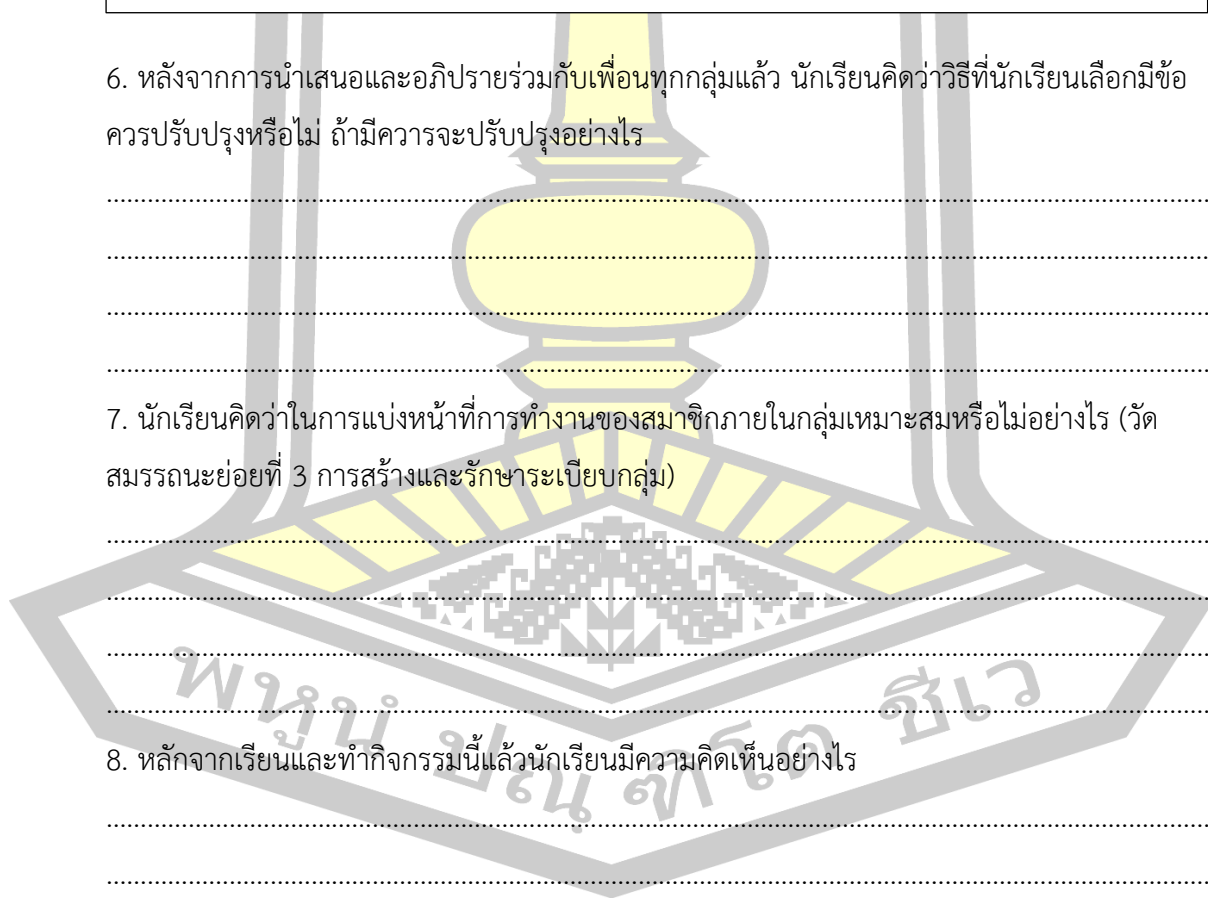 6. หลังจากการนำเสนอและอภิปรายร่วมกับเพื่อนทุกกลุ่มแล้ว นักเรียนคิดว่าวิธีที่นักเรียนเลือกมีข้อ
ควรปรับปรุงหรือไม่ ถ้ามีควารจะปรับปรุงอย่างไร
7. นักเรียนคิดว่าในการแบ่งหน้าที่การทำงานของสมาชิกภายในกลุ่มเหมาะสมหรือไม่อย่างไร (วัด
สมรรถนะย่อยที่ 3 การสร้างและรักษาระเบียบกลุ่ม)
พหูนํ ปณฺฑิโต ชีเว
8. หลักจากเรียนและทำกิจกรรมนี้แล้วนักเรียนมีความคิดเห็นอย่างไร